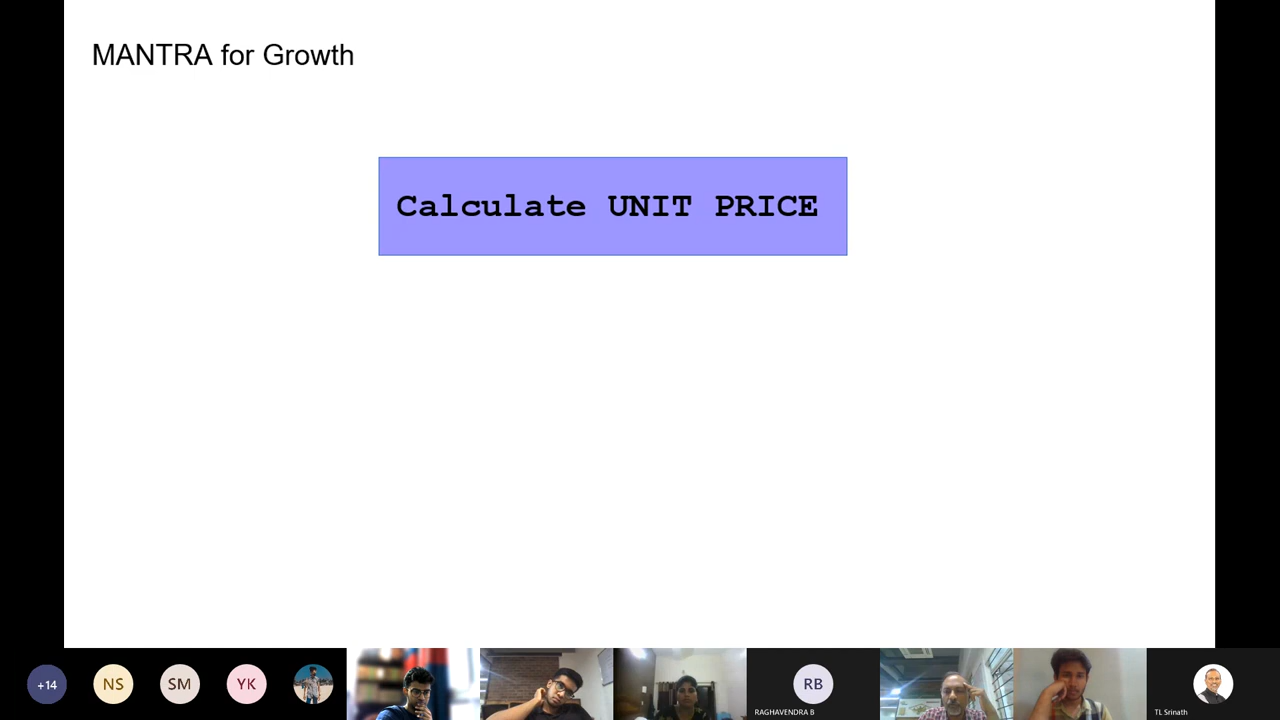 MANTRA for Growth
Calculate UNIT PRICE
+14
NS
SM
YK
RB
RAGHAVENDRA B
TL Srinath